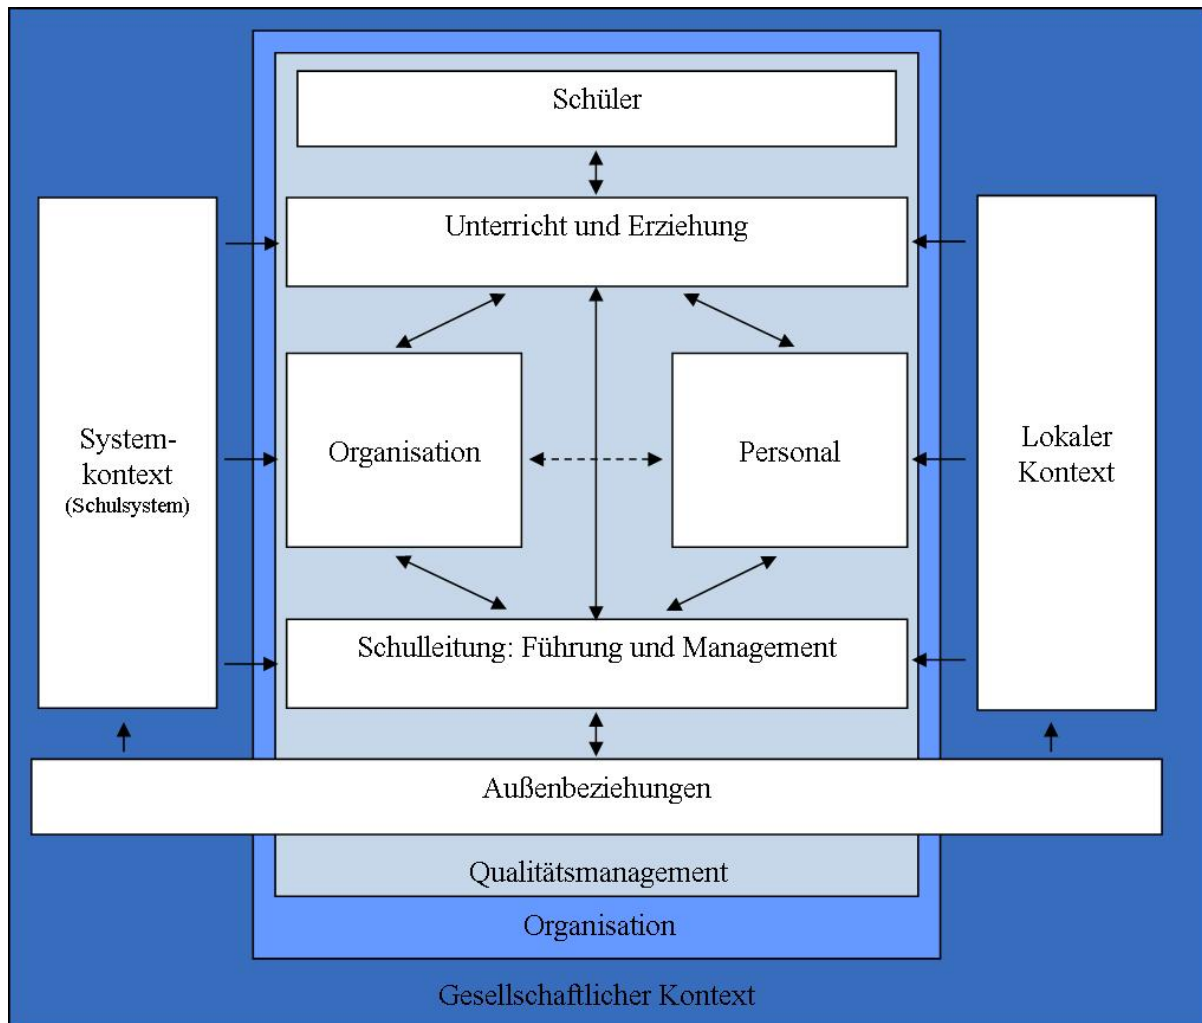 Schüler
Unterricht und Erziehung
System-
kontext
(Schulsystem)
Organisation
Personal
Lokaler
Kontext
Schulleitung: Führung und Management
Außenbeziehungen
Qualitätsmanagement
Organisation
Gesellschaftlicher Kontext